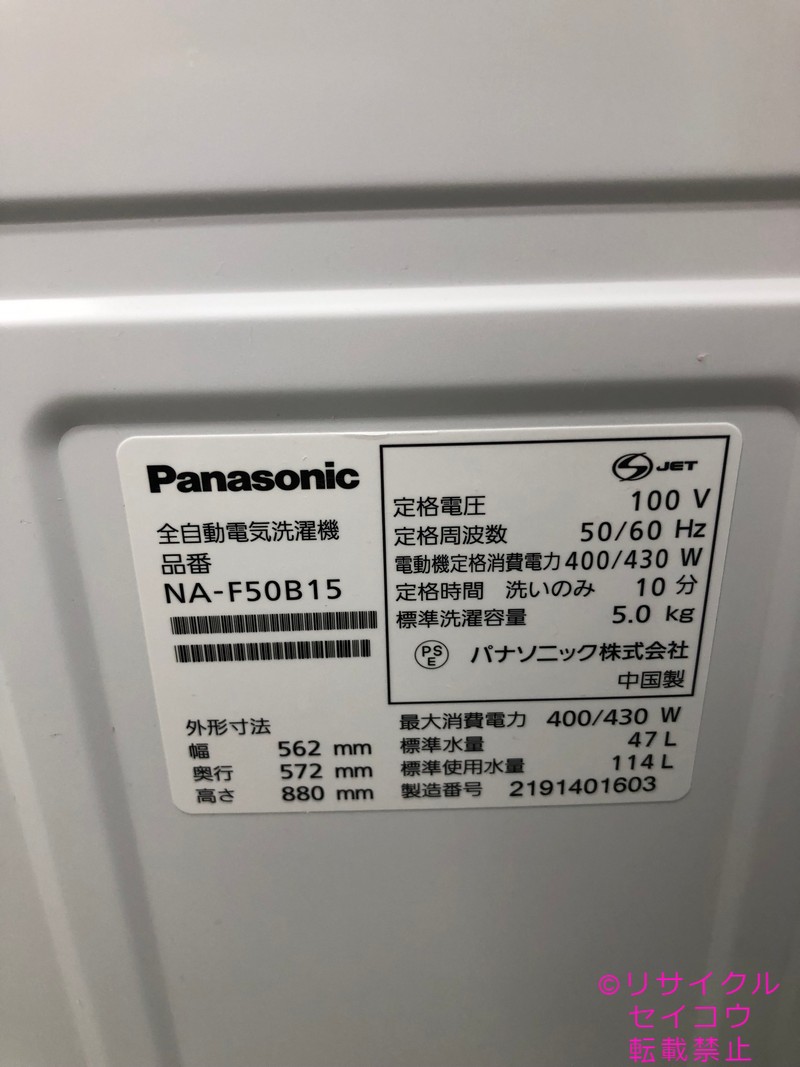 Panasonic
全自動電気洗濯機
品番
NA-F50B15
外形寸法
幅 562 mm
奥行 572 mm
高さ 880 mm
S JET
定格電圧 100 V
定格周波数 50/60 Hz
電動機定格消費電力 400/430 W
定格時間 洗いのみ 10 分
標準洗濯容量 5.0 kg
PS
E パナソニック株式会社
中国製
最大消費電力 400/430 W
標準水量 47 L
標準使用水量 114 L
製造番号 2191401603
©リサイクル
セイコウ
転載禁止